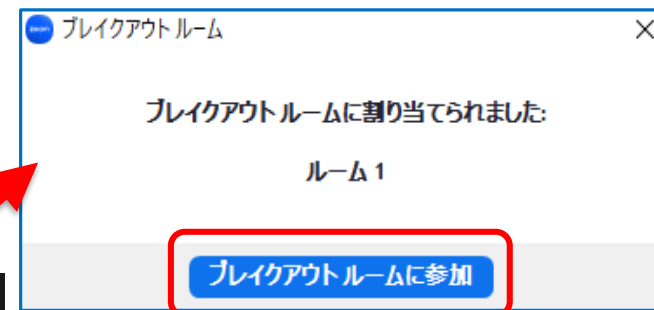 zoom ブレイクアウト ルーム
ブレイクアウト ルームに割り当てられました:
ルーム 1
ブレイクアウト ルームに参加